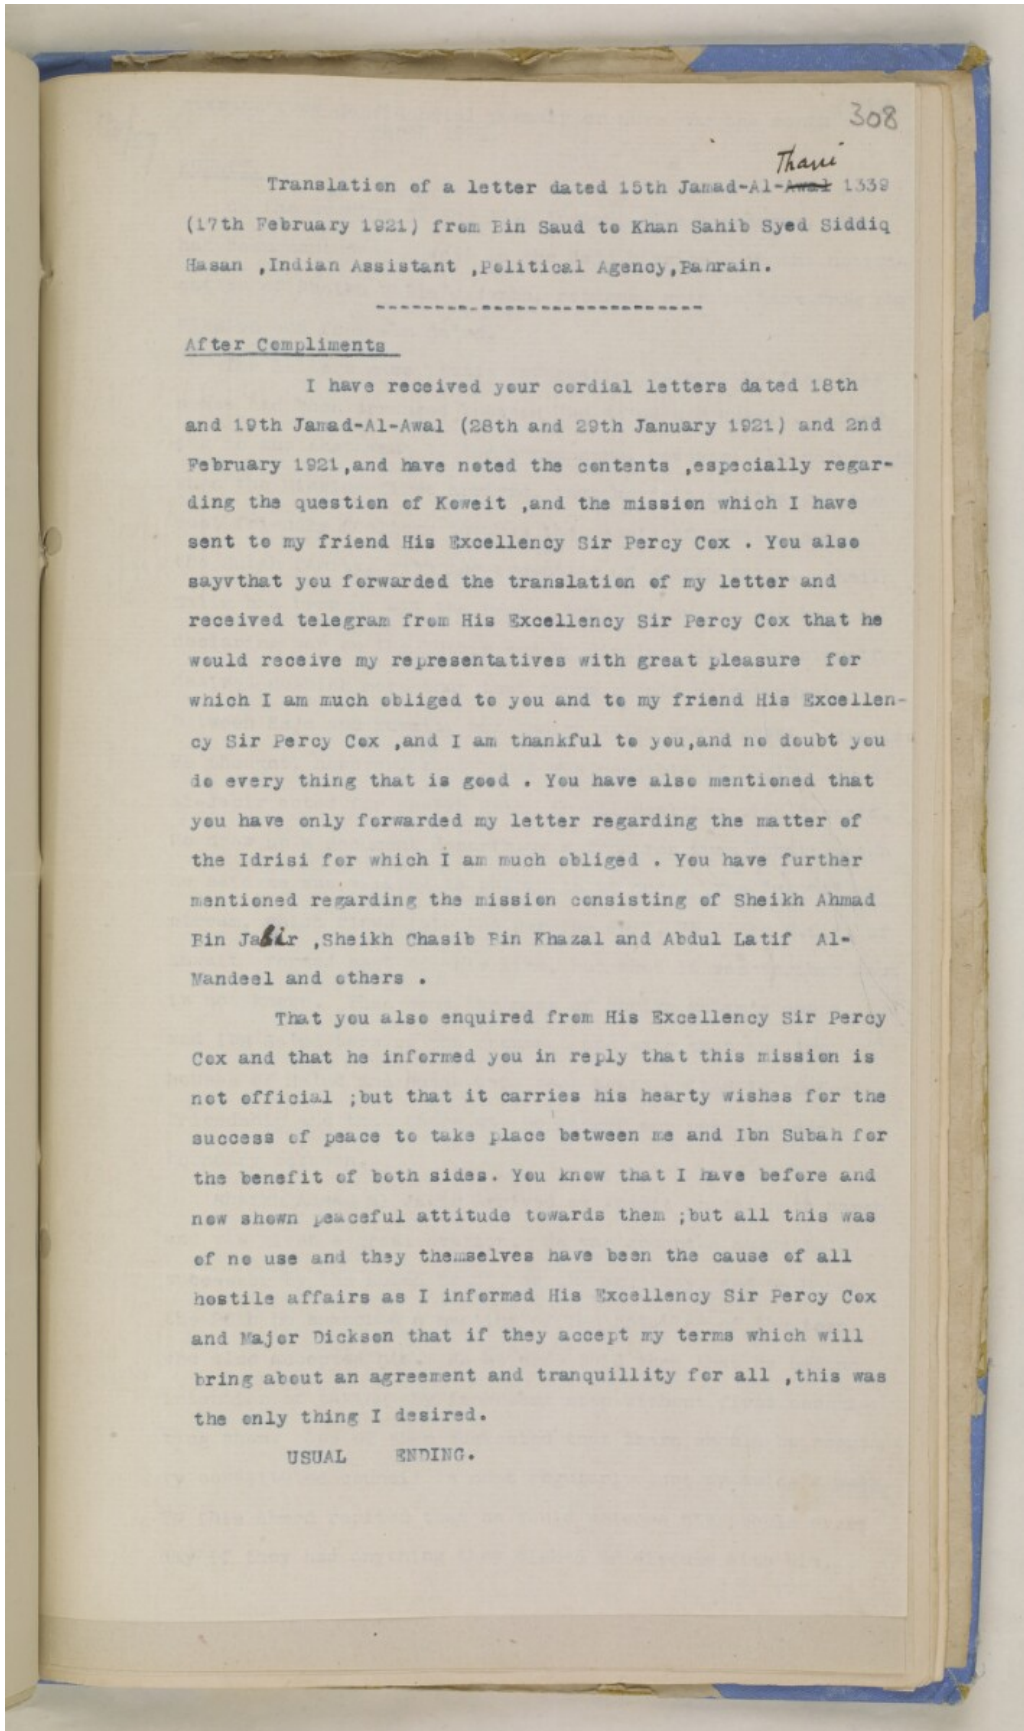 308
Thani
Translation of a letter dated 15th Jamad-Al-Awal 1339
(17th February 1921) from Bin Saud to Khan Sahib Syed Siddiq
Hasan ,Indian Assistant ,Political Agency,Bahrain.
-----------------------------
After Compliments
I have received your cordial letters dated 18th
and 19th Jamad-Al-Awal (28th and 29th January 1921) and 2nd
February 1921,and have noted the contents ,especially regar-
ding the question of Koweit ,and the mission which I have
sent to my friend His Excellency Sir Percy Cox . You also
sayvthat you forwarded the translation of my letter and
received telegram from His Excellency Sir Percy Cox that he
would receive my representatives with great pleasure for
which I am much obliged to you and to my friend His Excellen-
cy Sir Percy Cox ,and I am thankful to you,and no doubt you
do every thing that is good . You have also mentioned that
you have only forwarded my letter regarding the matter of
the Idrisi for which I am much obliged . You have further
mentioned regarding the mission consisting of Sheikh Ahmad
Bin Jabir ,Sheikh Chasib Bin Khazal and Abdul Latif Al-
Mandeel and others .
That you also enquired from His Excellency Sir Percy
Cox and that he informed you in reply that this mission is
not official ;but that it carries his hearty wishes for the
success of peace to take place between me and Ibn Subah for
the benefit of both sides. You know that I have before and
now shown peaceful attitude towards them ;but all this was
of no use and they themselves have been the cause of all
hostile affairs as I informed His Excellency Sir Percy Cox
and Major Dickson that if they accept my terms which will
bring about an agreement and tranquillity for all ,this was
the only thing I desired.
USUAL ENDING.